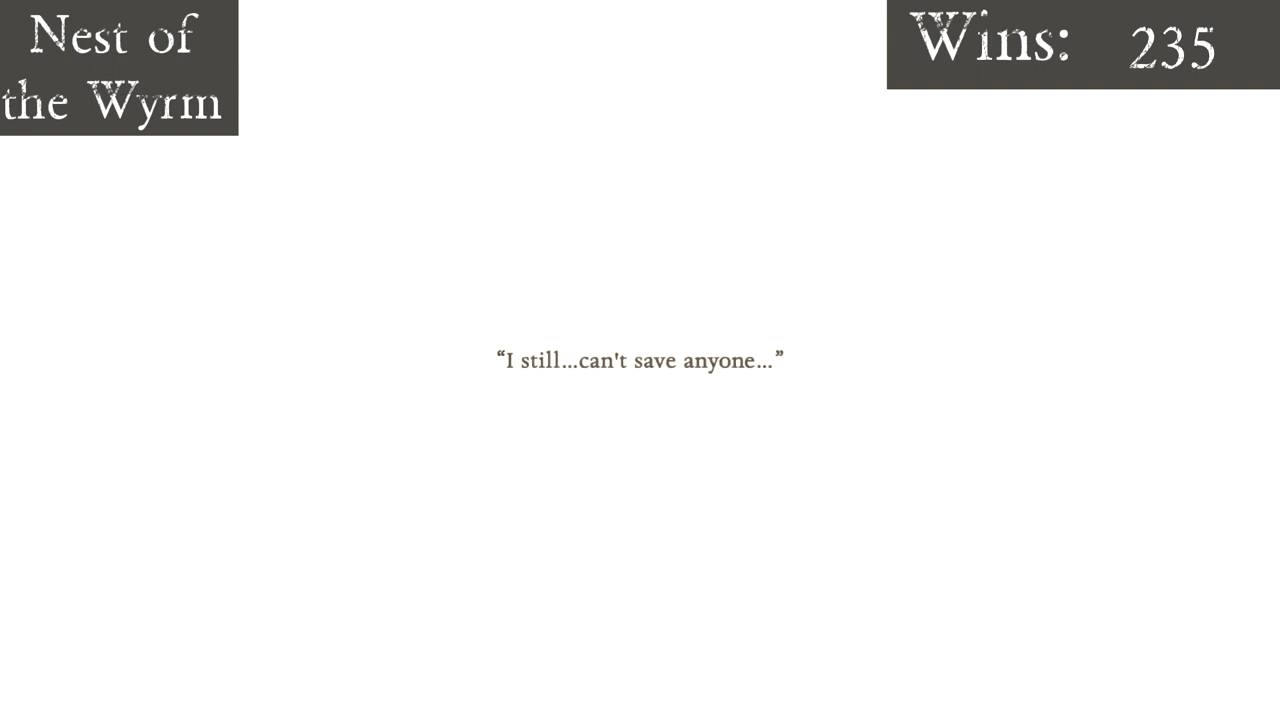 Nest of
the Wyrm
Wins: 235
“I still...can't save anyone...”